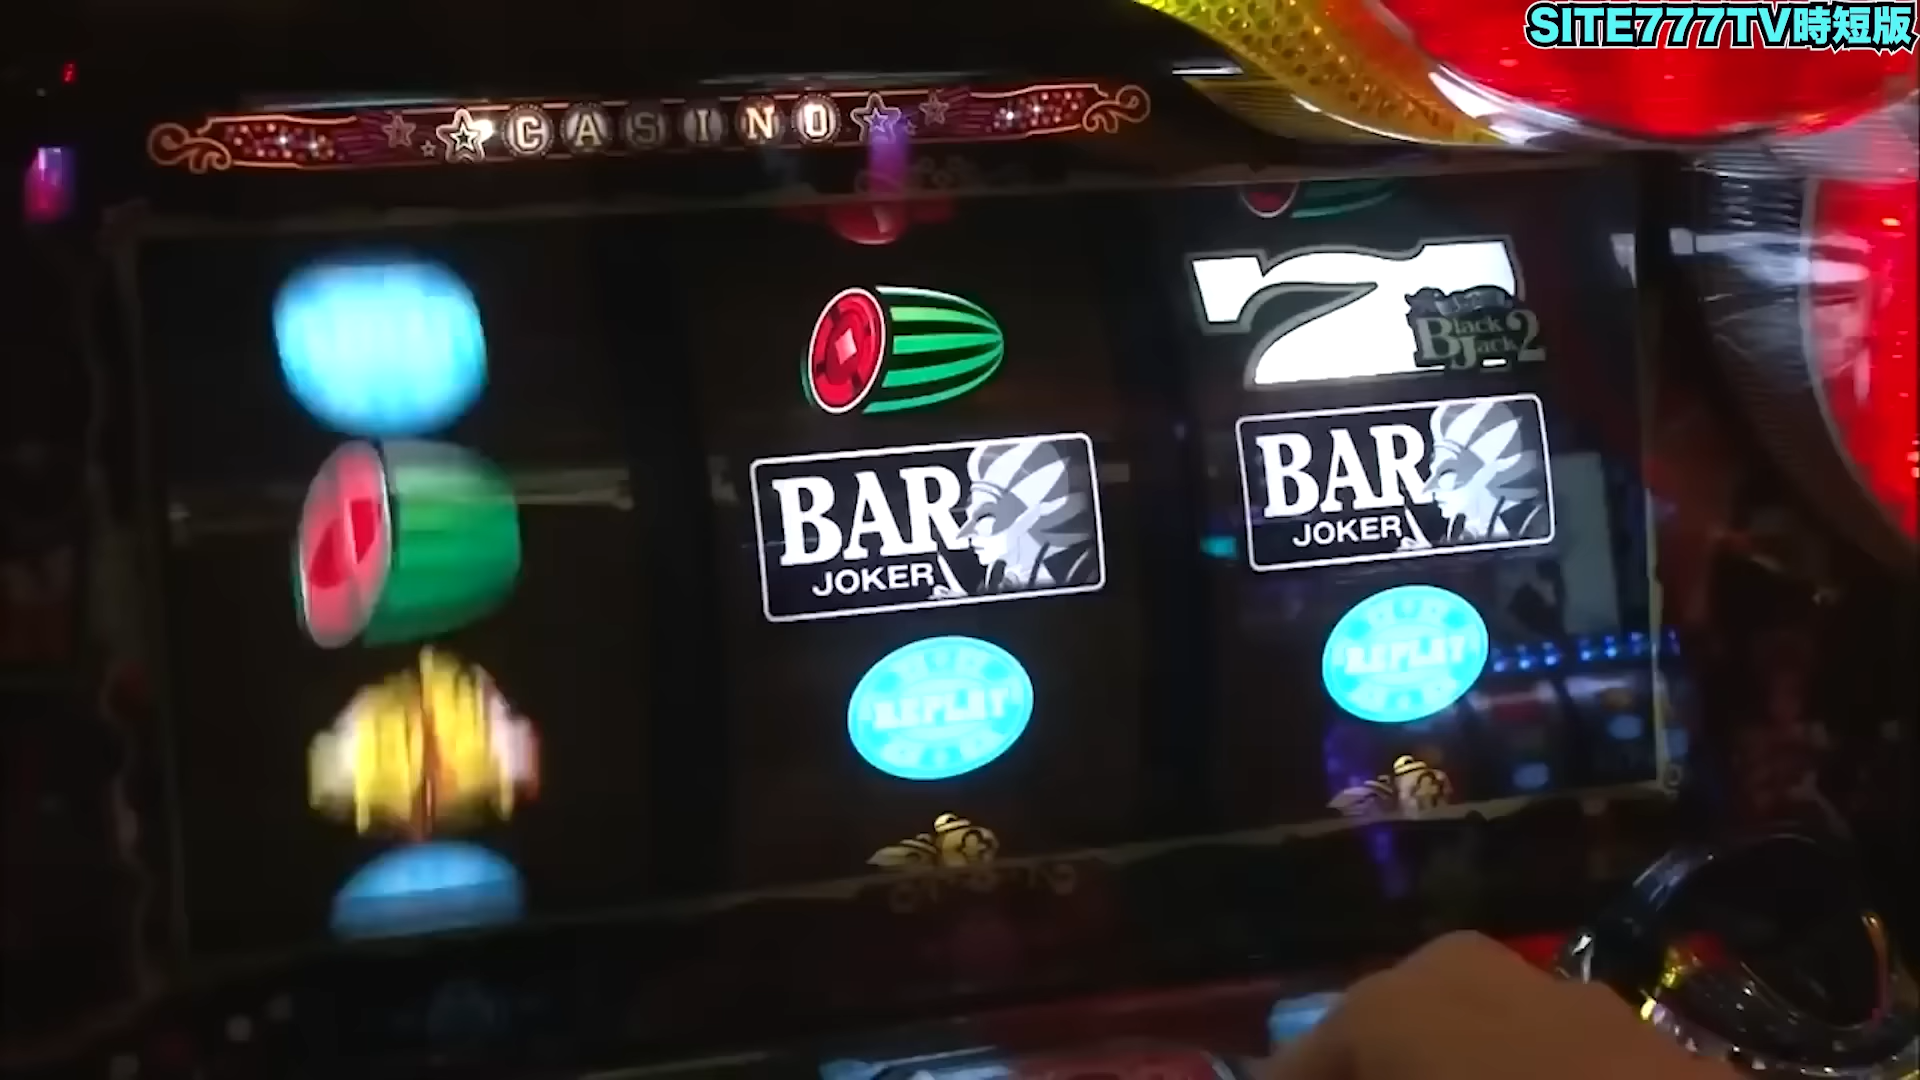 SITE777TV時短版
CASINO
Black
Jack 2
BAR
JOKER
BAR
JOKER
REPLAY
REPLAY